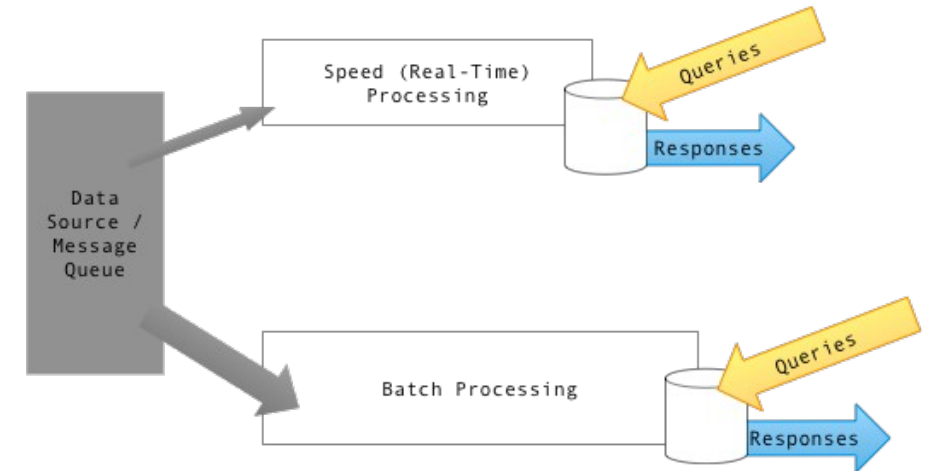 Speed (Real-Time)
Processing
Queries
Responses
Data
Source /
Message
Queue
Batch Processing
Queries
Responses